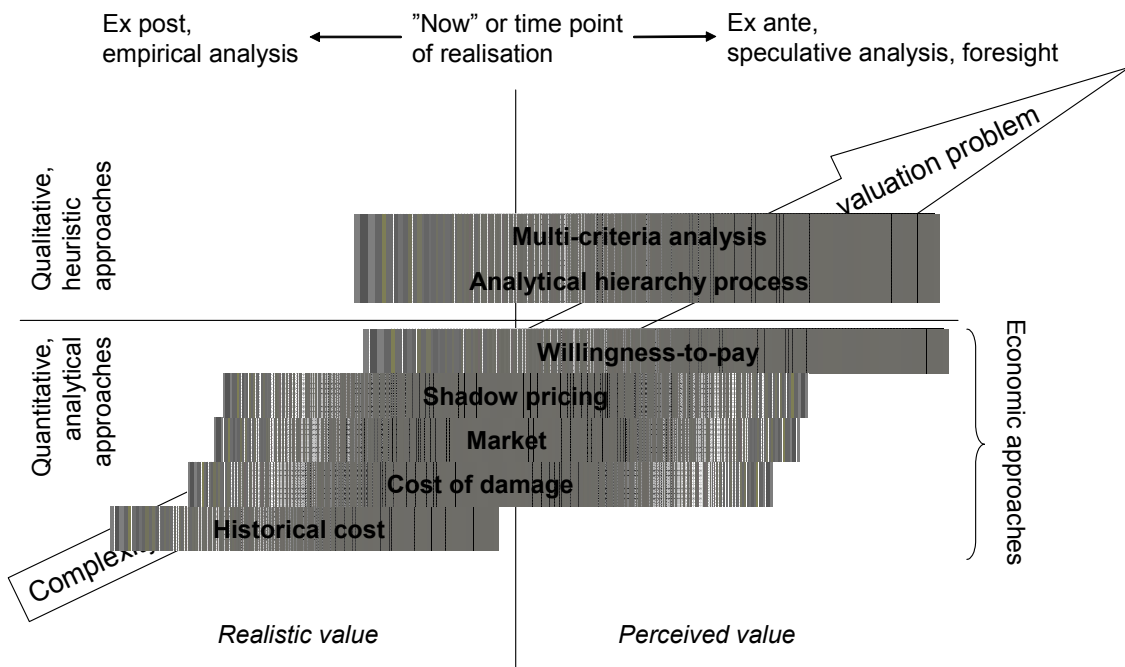 Ex post,
empirical analysis
”Now” or time point
of realisation
Ex ante,
speculative analysis, foresight
valuation problem
Qualitative,
heuristic
approaches
Multi-criteria analysis
Analytical hierarchy process
Quantitative,
analytical
approaches
Willingness-to-pay
Shadow pricing
Market
Cost of damage
Historical cost
Economic approaches
Complexity
Realistic value
Perceived value